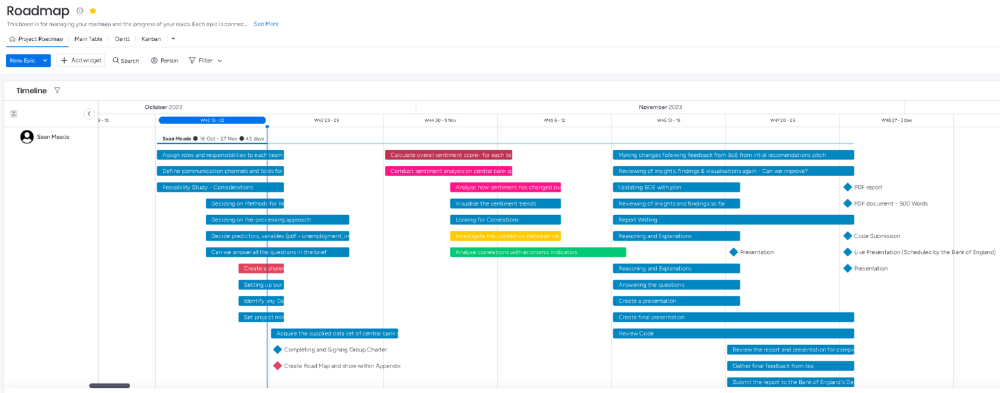 Roadmap
This board is for managing your roadmap and the progress of your epics. Each epic is connec... See More
Project Roadmap Main Table Gantt Kanban +
New Epic Add widget Search Person Filter
Timeline
October 2023 November 2023
9 - 15 W42 16 - 22 W43 23 - 29 W44 30 - 5 Nov W45 6 - 12 W46 13 - 19 W47 20 - 26 W48 27 - 3 Dec
Sean Meade
Sean Meade ● 16 Oct - 27 Nov ● 43 days
Assign roles and responsibilities to each team Calculate overall sentiment score- for each te Making changes following feedback from BoE from intial recomendations pitch
Define communication channels and tools for Conduct sentiment analysis on central bank sp Reviewing of insights, findings & visualisations again - Can we improve?
Feasability Study - Considerations Analyse how sentiment has changed ov Updating BOE with plan PDF report
Deciding on Methods for Re Visualise the sentiment trends Reviewing of insights and findings so far PDF document - 500 Words
Deciding on Pre-processing approach Looking for Correlations Report Writing
Decide predictors, variables (pdf - unemployment, in Investigate the correlation between sen Reasoning and Explanations Code Submission
Can we answer all the questions in the brief Analyse correlations with economic indicators Presentation Live Presentation (Scheduled by the Bank of England)
Create a shared Reasoning and Explanations Presentation
Setting up our Answering the questions
Identify any Da Create a presentation
Set project mil Create final presentation
Acquire the supplied data set of central bank Review Code
Completing and Signing Group Charter Review the report and presentation for compl
Create Road Map and show within Appendix Gather final feedback from tea
Submit the report to the Bank of England's Da